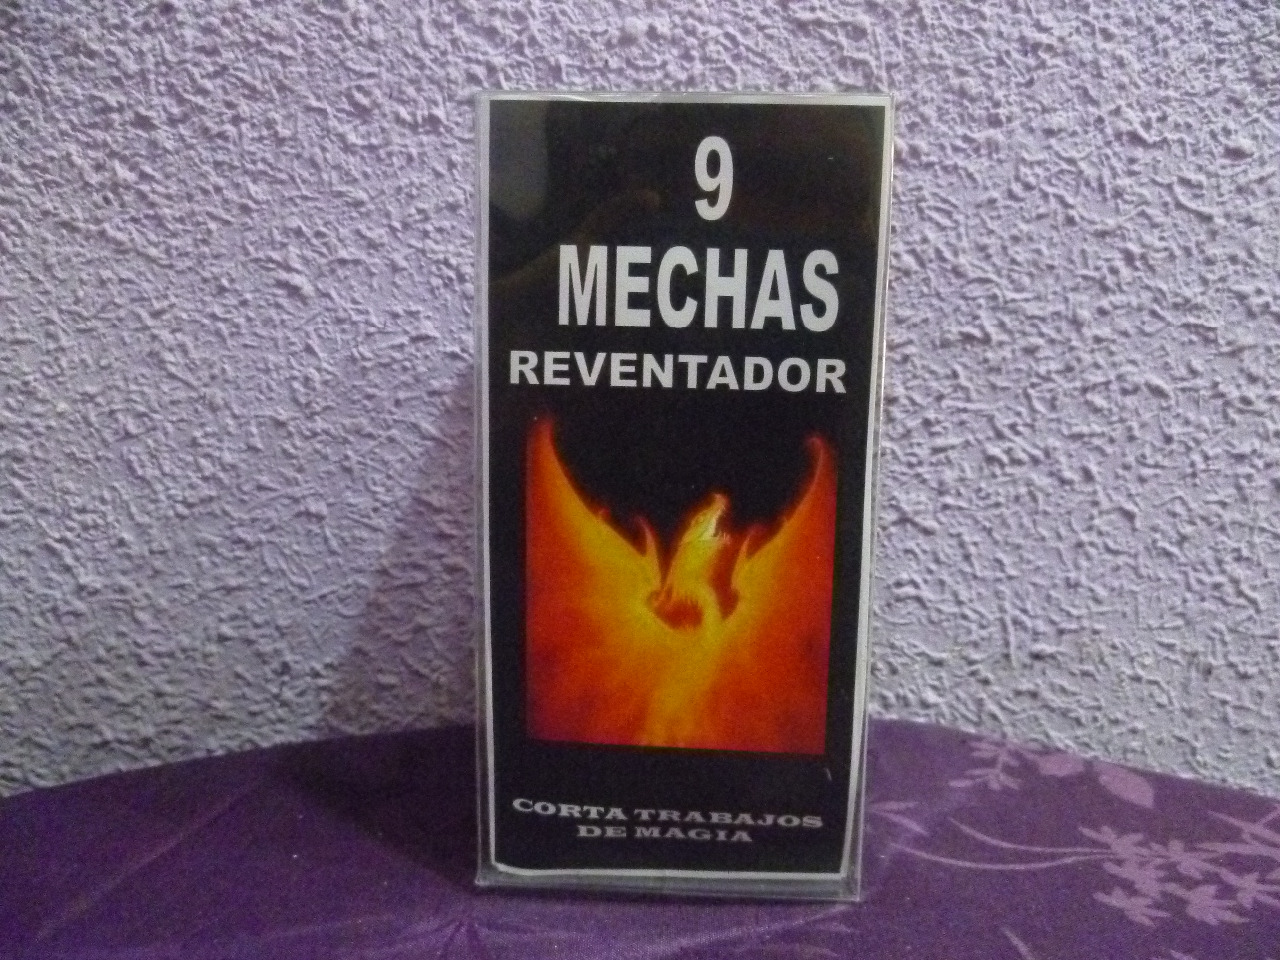 9
MECHAS
REVENTADOR
CORTA TRABAJOS
DE MAGIA